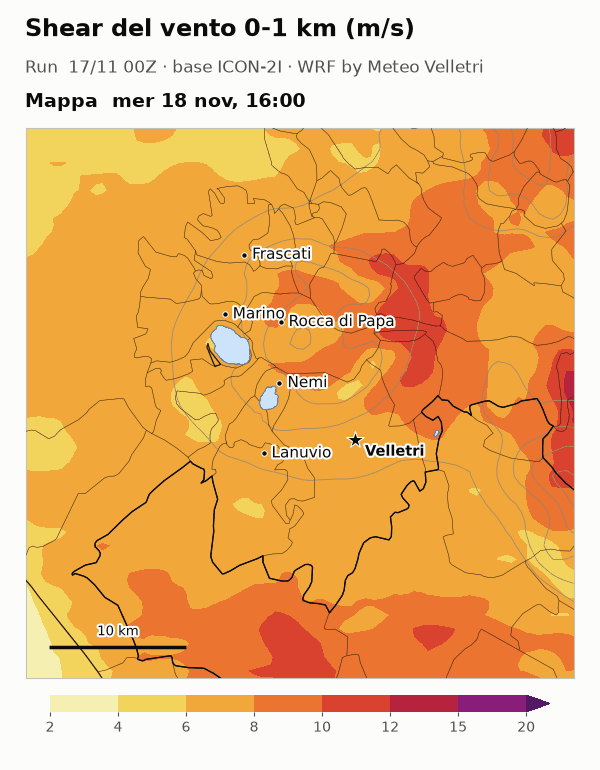 Shear del vento 0-1 km (m/s)
Run  17/11 00Z · base ICON-2I · WRF by Meteo Velletri
Mappa  mer 18 nov, 16:00
Frascati
Marino
Rocca di Papa
Nemi
Velletri
Lanuvio
10 km
2 4 6 8 10 12 15 20